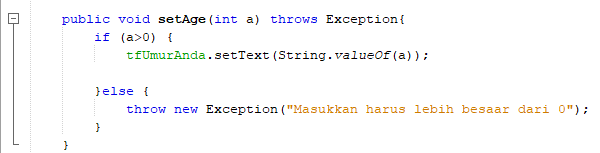 public void setAge(int a) throws Exception{
if (a>0) {
tfUmurAnda.setText(String.valueOf(a));
}else {
throw new Exception("Masukkan harus lebih besaar dari 0");
}
}